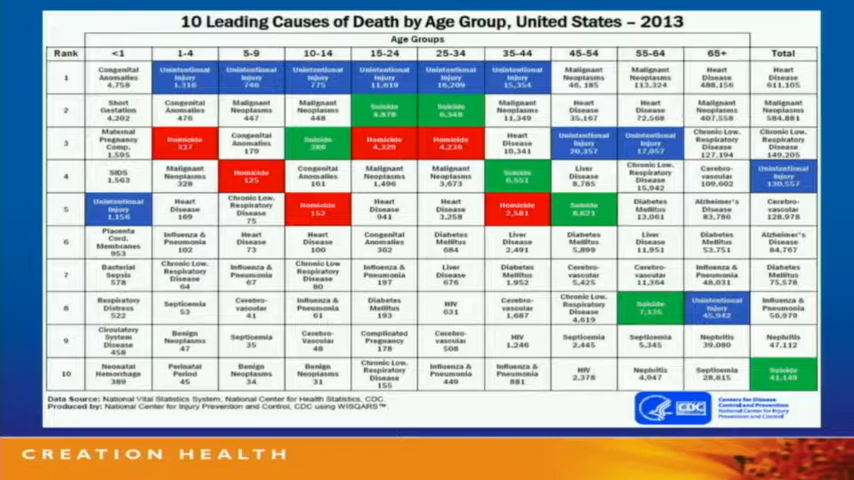 10 Leading Causes of Death by Age Group, United States – 2013
Age Groups
Rank <1 1-4 5-9 10-14 15-24 25-34 35-44 45-54 55-64 65+ Total
1 Congenital Anomalies 4,758 Unintentional Injury 1,316 Unintentional Injury 746 Unintentional Injury 775 Unintentional Injury 11,619 Unintentional Injury 16,209 Unintentional Injury 15,354 Malignant Neoplasms 46,185 Malignant Neoplasms 113,324 Heart Disease 488,156 Heart Disease 611,105
2 Short Gestation 4,202 Congenital Anomalies 476 Malignant Neoplasms 447 Malignant Neoplasms 448 Suicide 4,878 Suicide 6,348 Malignant Neoplasms 11,349 Heart Disease 35,167 Heart Disease 72,568 Malignant Neoplasms 407,558 Malignant Neoplasms 584,881
3 Maternal Pregnancy Comp. 1,595 Homicide 337 Congenital Anomalies 179 Suicide 386 Homicide 4,329 Homicide 4,236 Heart Disease 10,341 Unintentional Injury 20,357 Unintentional Injury 17,057 Chronic Low. Respiratory Disease 127,194 Chronic Low. Respiratory Disease 149,205
4 SIDS 1,563 Malignant Neoplasms 328 Homicide 125 Congenital Anomalies 161 Malignant Neoplasms 1,496 Malignant Neoplasms 3,673 Suicide 6,551 Liver Disease 8,785 Chronic Low. Respiratory Disease 15,942 Cerebro-vascular 109,602 Unintentional Injury 130,557
5 Unintentional Injury 1,156 Heart Disease 169 Chronic Low. Respiratory Disease 75 Homicide 152 Heart Disease 941 Heart Disease 3,258 Homicide 2,581 Suicide 8,621 Diabetes Mellitus 13,061 Alzheimer's Disease 83,786 Cerebro-vascular 128,978
6 Placenta Cord. Membranes 953 Influenza & Pneumonia 102 Heart Disease 73 Heart Disease 100 Congenital Anomalies 362 Diabetes Mellitus 684 Liver Disease 2,491 Diabetes Mellitus 5,899 Liver Disease 11,951 Diabetes Mellitus 53,751 Alzheimer's Disease 84,767
7 Bacterial Sepsis 578 Chronic Low. Respiratory Disease 64 Influenza & Pneumonia 67 Chronic Low Respiratory Disease 80 Influenza & Pneumonia 197 Liver Disease 676 Diabetes Mellitus 1,952 Cerebro-vascular 5,425 Cerebro-vascular 11,364 Influenza & Pneumonia 48,031 Diabetes Mellitus 75,578
8 Respiratory Distress 522 Septicemia 53 Cerebro-vascular 41 Influenza & Pneumonia 61 Diabetes Mellitus 193 HIV 631 Cerebro-vascular 1,687 Chronic Low. Respiratory Disease 4,619 Suicide 7,135 Unintentional Injury 45,942 Influenza & Pneumonia 56,979
9 Circulatory System Disease 458 Benign Neoplasms 47 Septicemia 35 Cerebro-Vascular 48 Complicated Pregnancy 178 Cerebro-vascular 508 HIV 1,246 Septicemia 2,445 Septicemia 5,345 Nephritis 39,080 Nephritis 47,112
10 Neonatal Hemorrhage 389 Perinatal Period 45 Benign Neoplasms 34 Benign Neoplasms 31 Chronic Low. Respiratory Disease 155 Influenza & Pneumonia 449 Influenza & Pneumonia 881 HIV 2,378 Nephritis 4,947 Septicemia 28,815 Suicide 41,149
Data Source: National Vital Statistics System, National Center for Health Statistics, CDC.
Produced by: National Center for Injury Prevention and Control, CDC using WISQARS™.
CDC
Centers for Disease
Control and Prevention
National Center for Injury
Prevention and Control
CREATION HEALTH